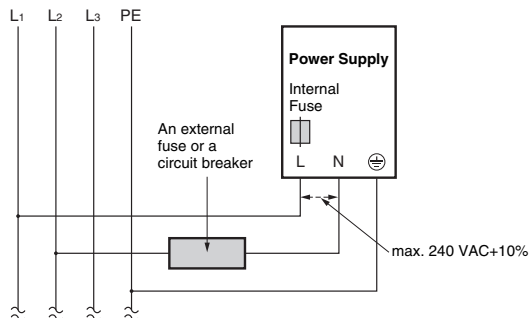 L1 L2 L3 PE
Power Supply
Internal
Fuse
An external
fuse or a
circuit breaker
L N
max. 240 VAC+10%